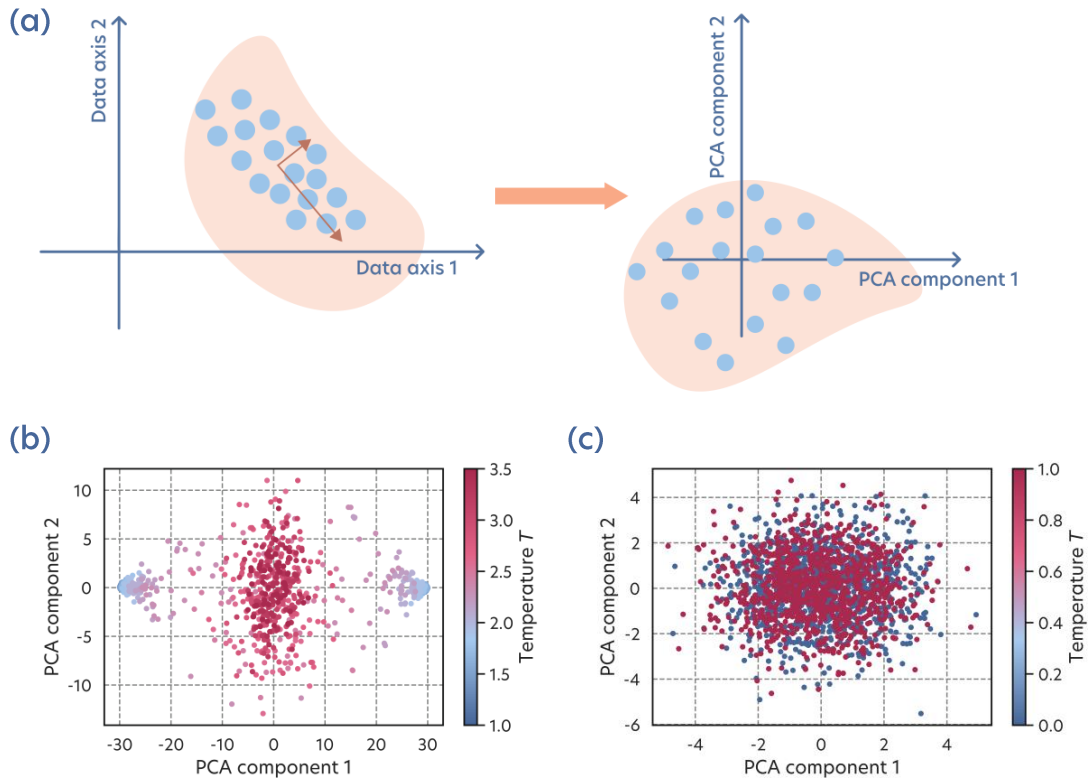 (a)
Data axis 2
Data axis 1
PCA component 2
PCA component 1
(b)
PCA component 2
10
5
0
-5
-10
-30 -20 -10 0 10 20 30
PCA component 1
3.5
3.0
2.5
2.0
1.5
1.0
Temperature T
(c)
PCA component 2
4
2
0
-2
-4
-6
-4 -2 0 2 4
PCA component 1
1.0
0.8
0.6
0.4
0.2
0.0
Temperature T